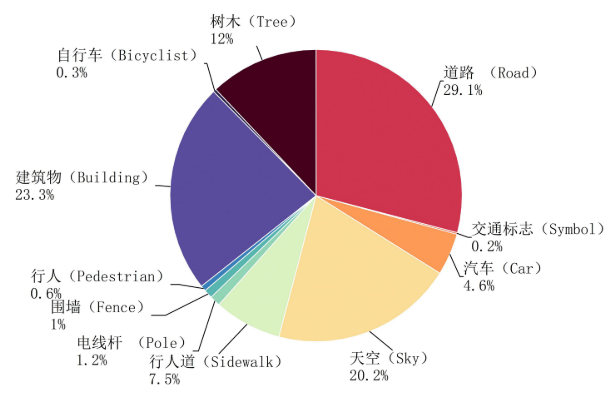 树木（Tree）
12%
自行车（Bicyclist）
0.3%
道路 （Road）
29.1%
建筑物（Building）
23.3%
交通标志（Symbol）
0.2%
汽车（Car）
4.6%
行人（Pedestrian）
0.6%
围墙（Fence）
1%
电线杆 （Pole）
1.2%
行人道（Sidewalk）
7.5%
天空（Sky）
20.2%